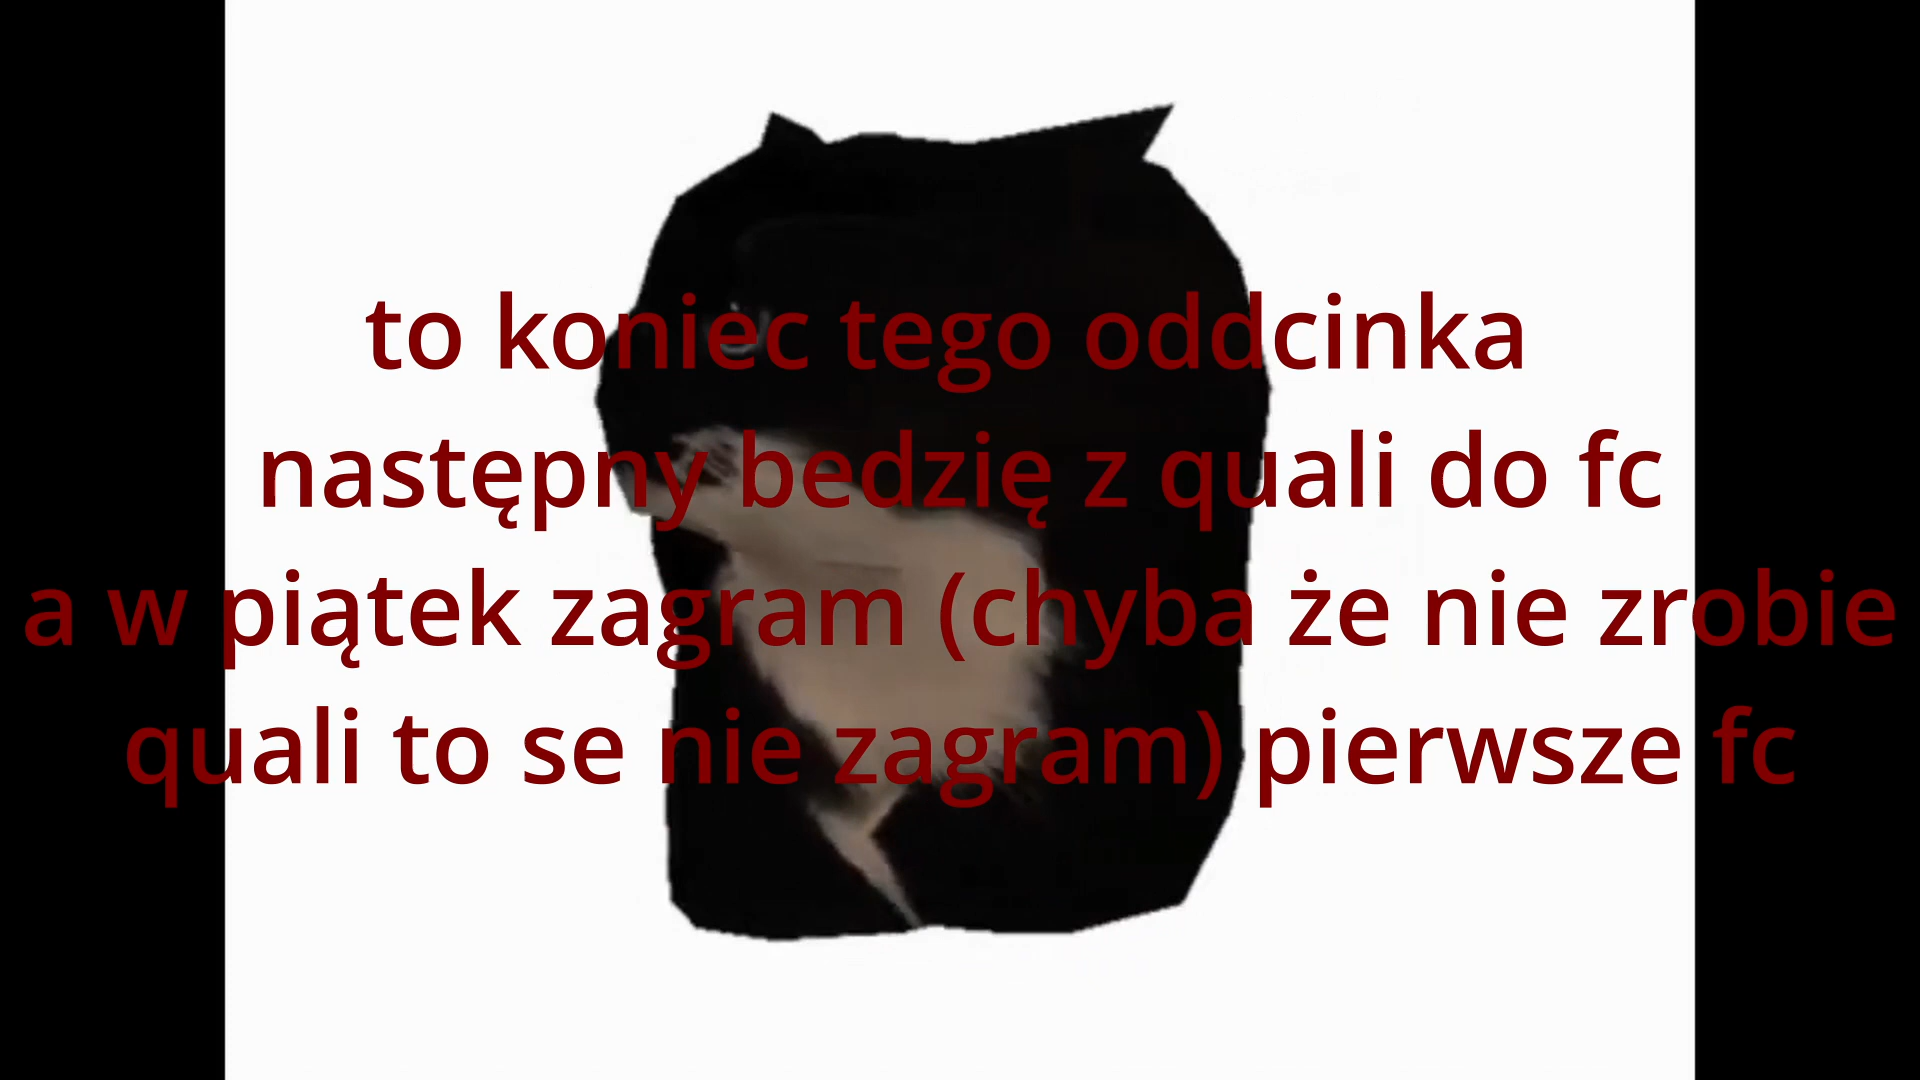 to koniec tego oddcinka
następny bedzię z quali do fc
a w piątek zagram (chyba że nie zrobie
quali to se nie zagram) pierwsze fc